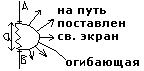 A
на путь
поставлен
св. экран
d
B
огибающая